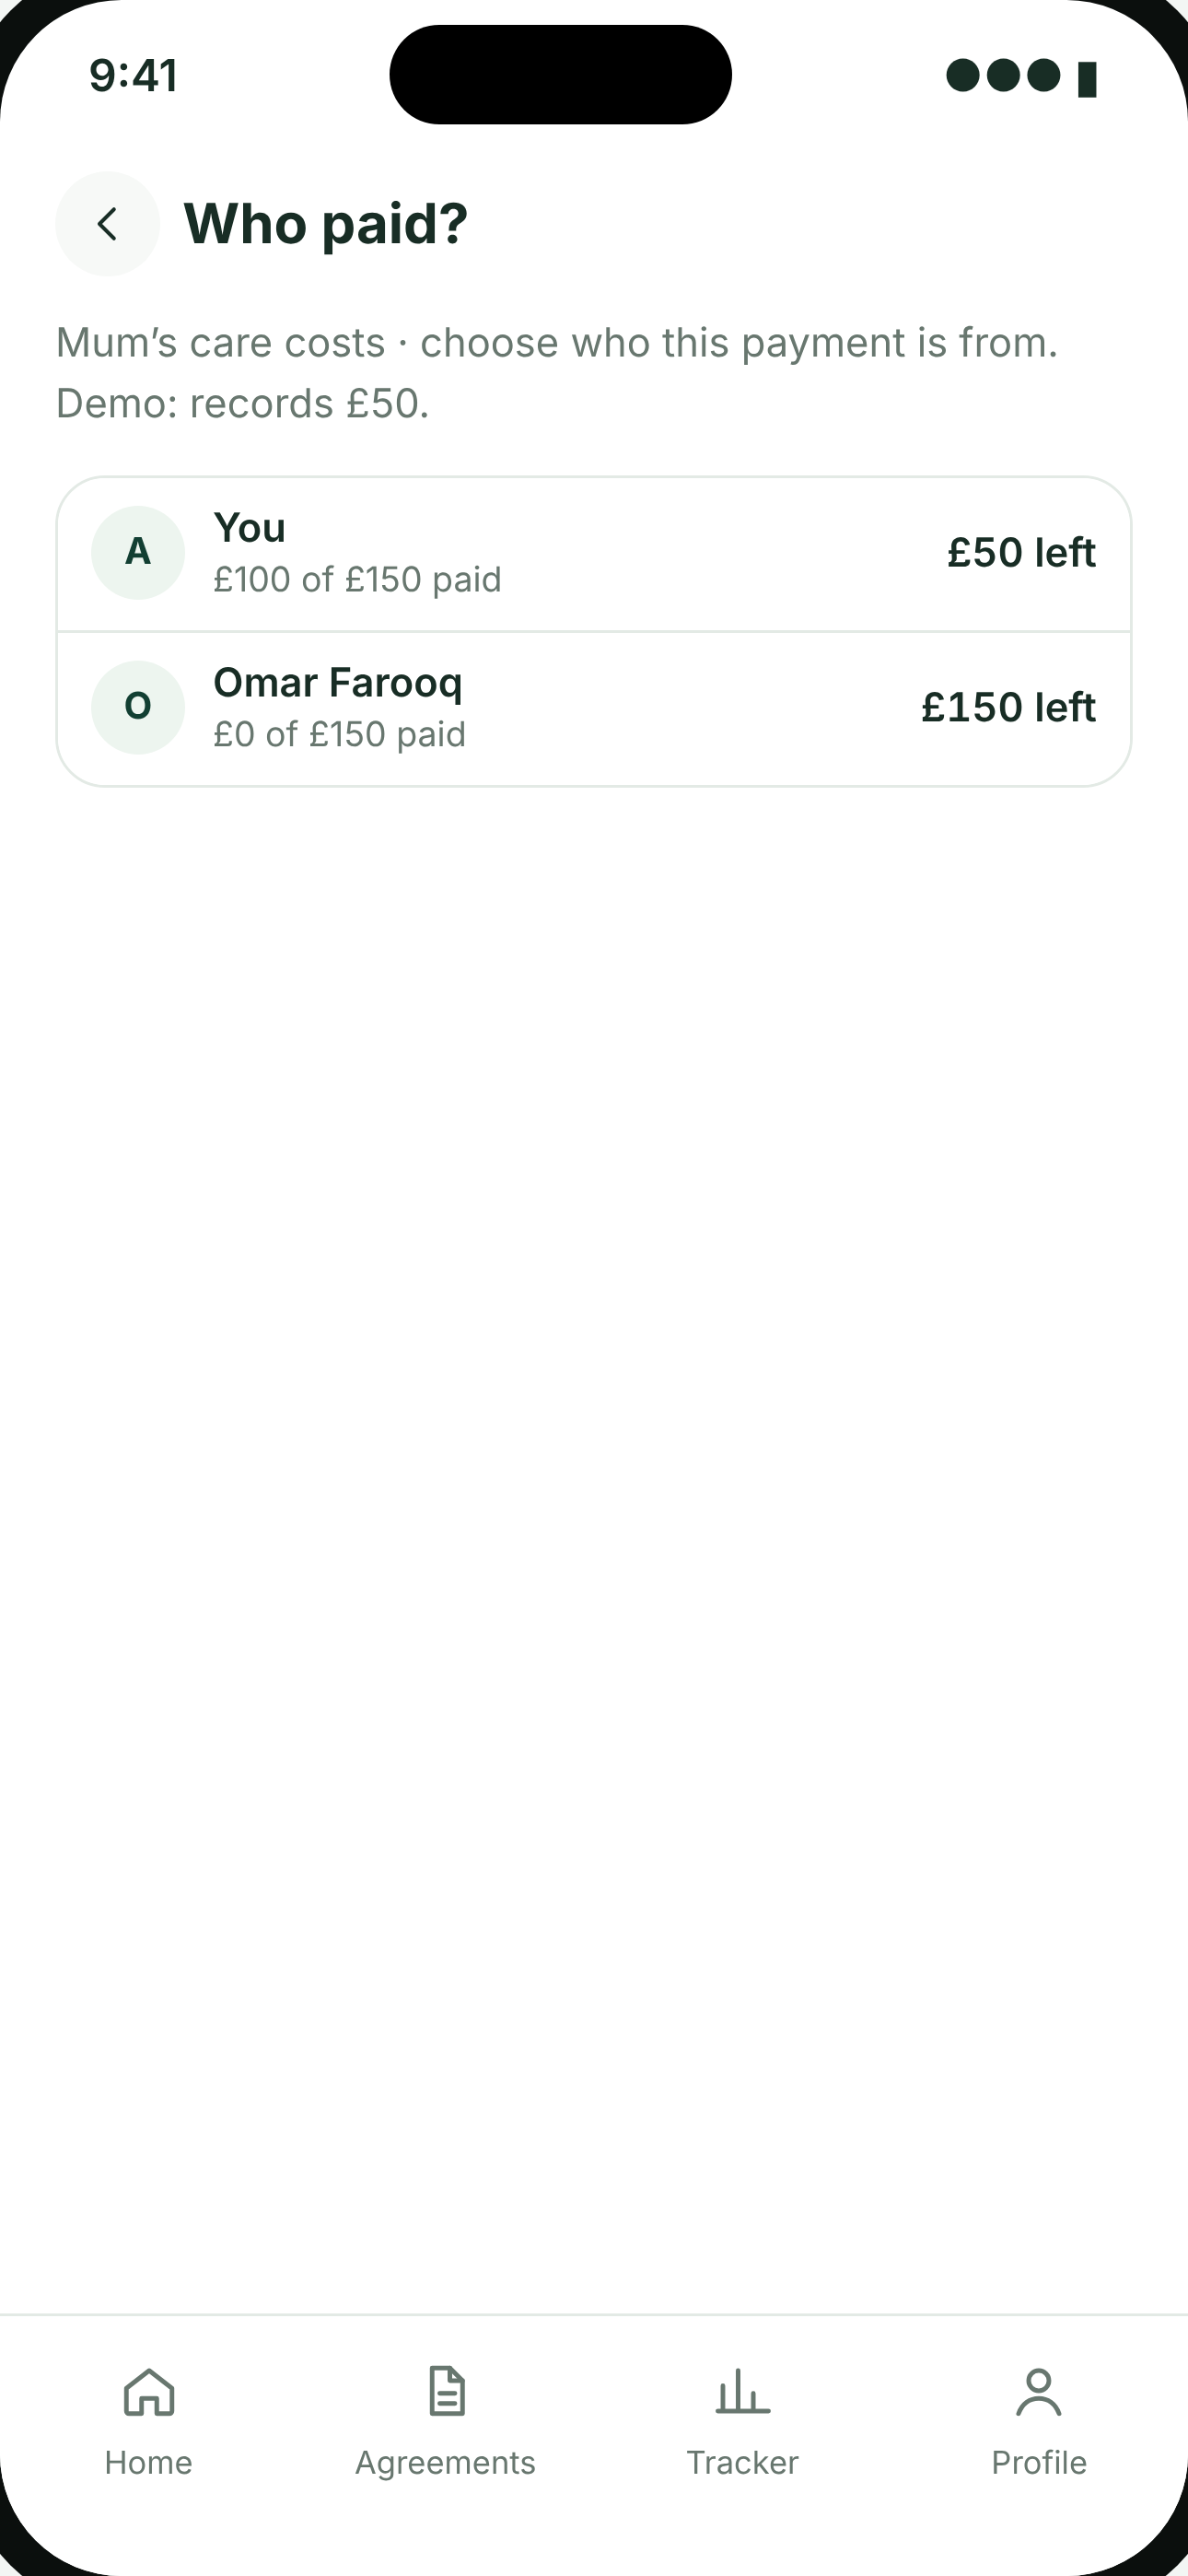 9:41
Who paid?
Mum’s care costs · choose who this payment is from.
Demo: records £50.
A
You
£100 of £150 paid
£50 left
O
Omar Farooq
£0 of £150 paid
£150 left
Home
Agreements
Tracker
Profile